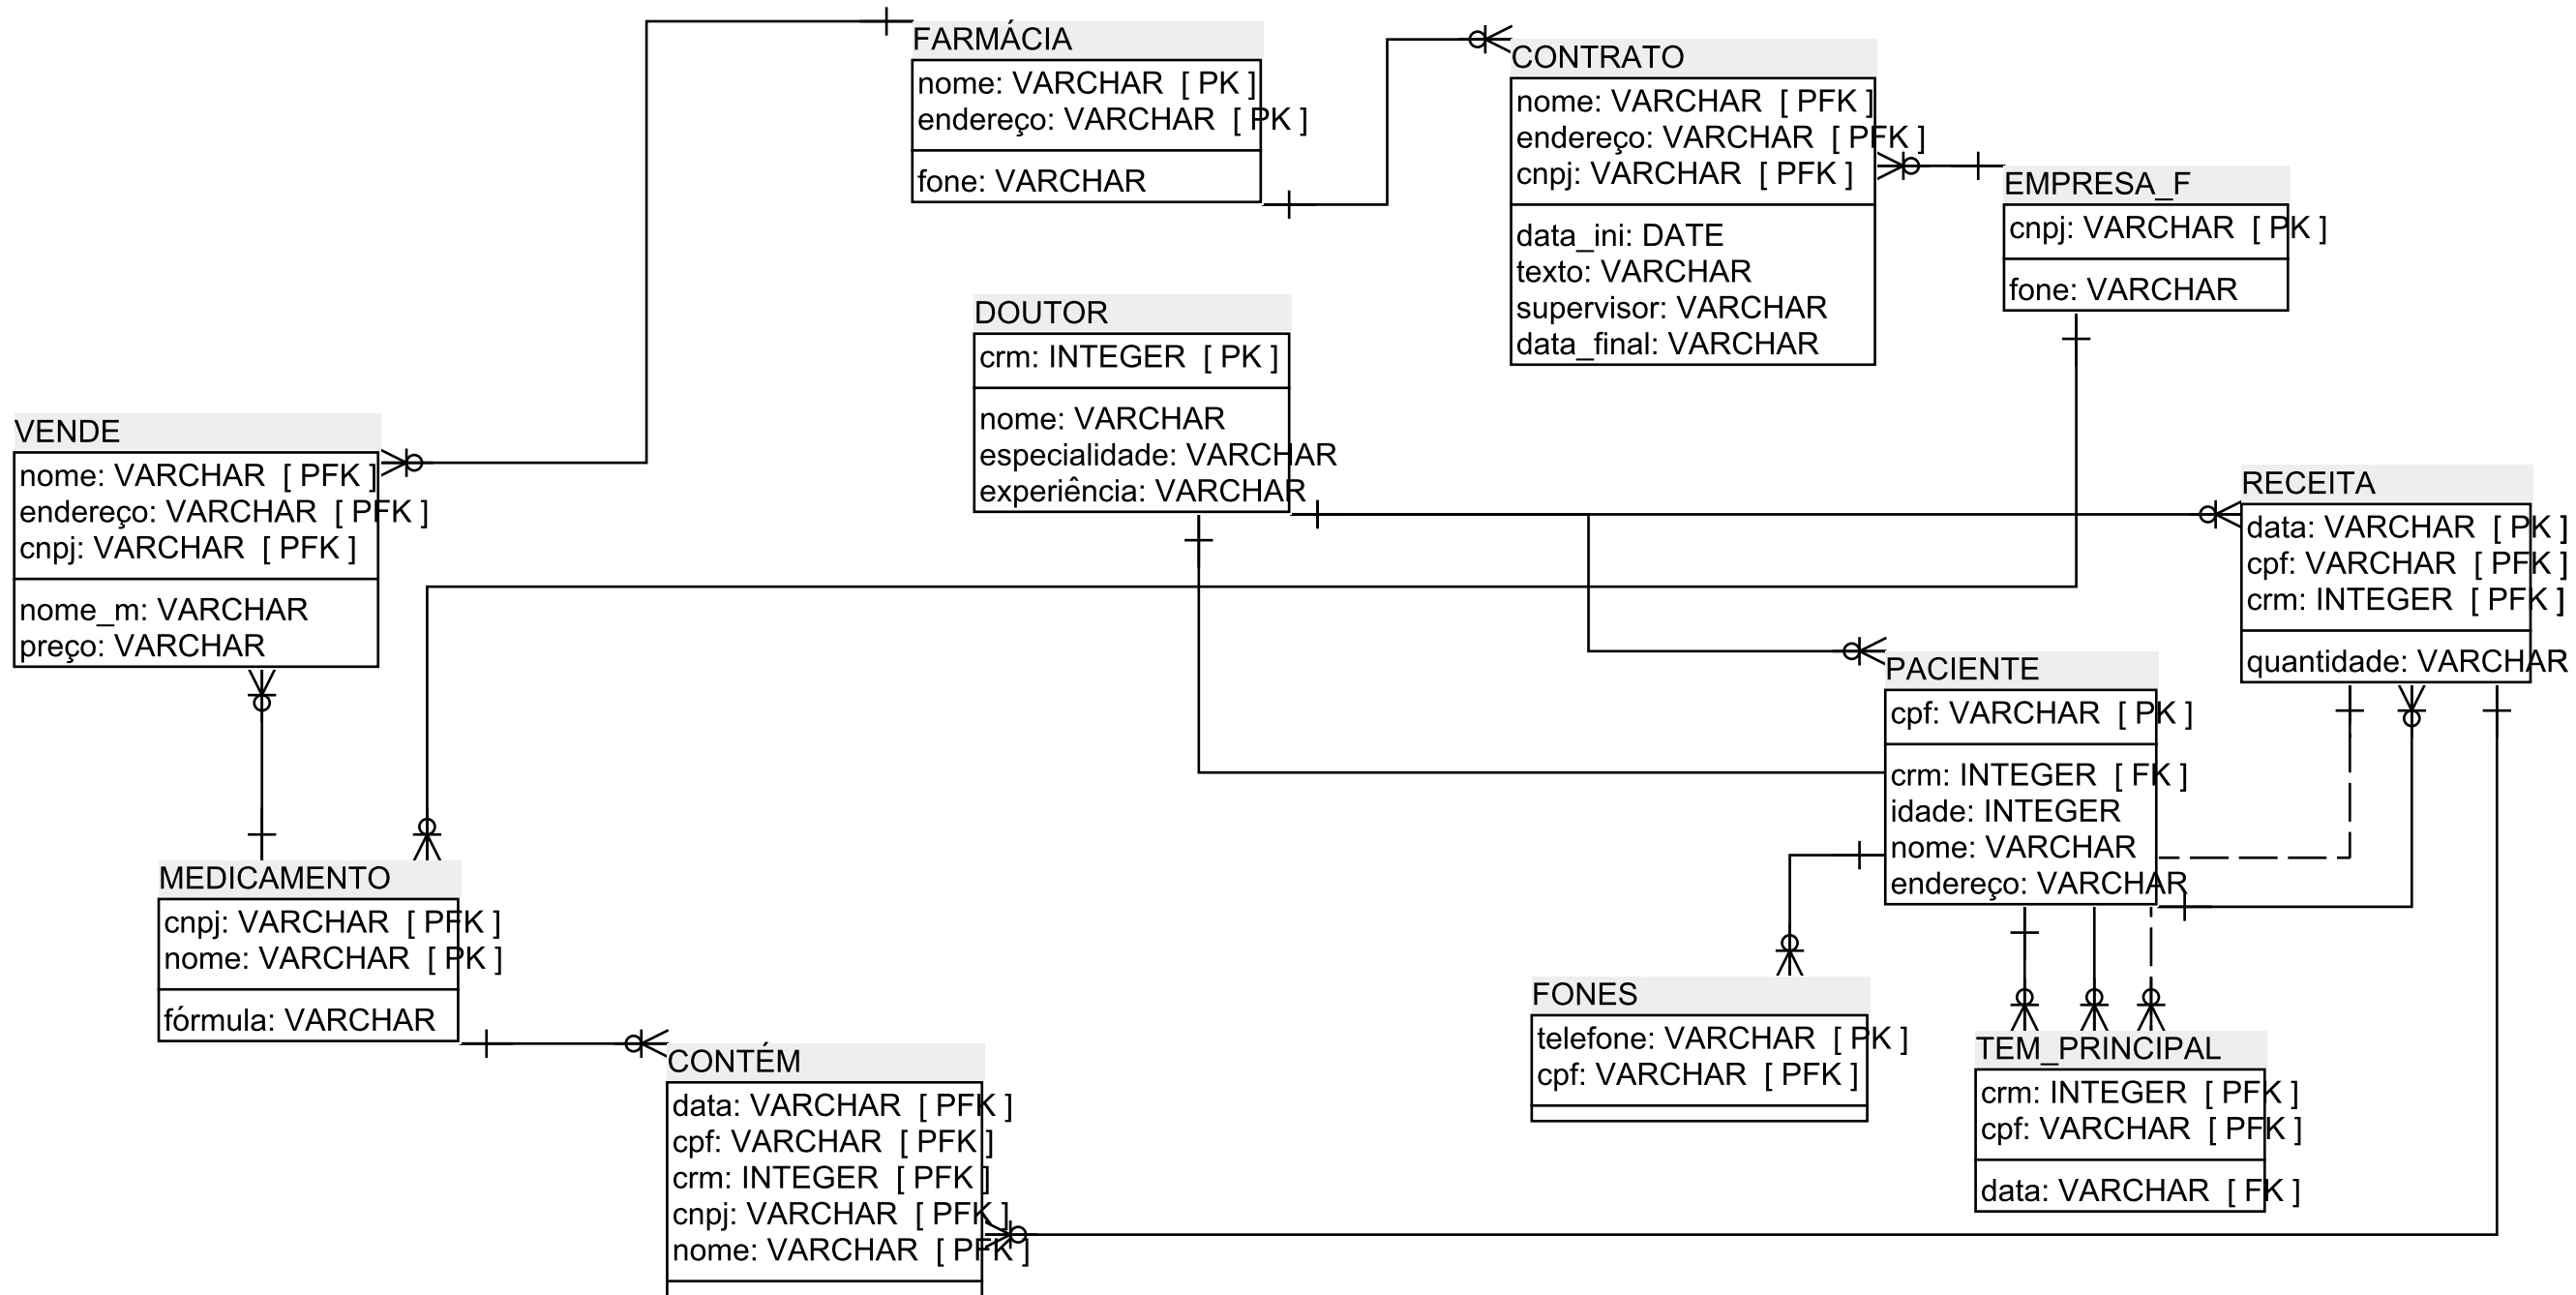 FARMÁCIA
nome: VARCHAR [ PK ]
endereço: VARCHAR [ PK ]
fone: VARCHAR
CONTRATO
nome: VARCHAR [ PFK ]
endereço: VARCHAR [ PFK ]
cnpj: VARCHAR [ PFK ]
data_ini: DATE
texto: VARCHAR
supervisor: VARCHAR
data_final: VARCHAR
EMPRESA_F
cnpj: VARCHAR [ PK ]
fone: VARCHAR
DOUTOR
crm: INTEGER [ PK ]
nome: VARCHAR
especialidade: VARCHAR
experiência: VARCHAR
VENDE
nome: VARCHAR [ PFK ]
endereço: VARCHAR [ PFK ]
cnpj: VARCHAR [ PFK ]
nome_m: VARCHAR
preço: VARCHAR
RECEITA
data: VARCHAR [ PK ]
cpf: VARCHAR [ PFK ]
crm: INTEGER [ PFK ]
quantidade: VARCHAR
PACIENTE
cpf: VARCHAR [ PK ]
crm: INTEGER [ FK ]
idade: INTEGER
nome: VARCHAR
endereço: VARCHAR
MEDICAMENTO
cnpj: VARCHAR [ PFK ]
nome: VARCHAR [ PK ]
fórmula: VARCHAR
FONES
telefone: VARCHAR [ PK ]
cpf: VARCHAR [ PFK ]
TEM_PRINCIPAL
crm: INTEGER [ PFK ]
cpf: VARCHAR [ PFK ]
data: VARCHAR [ FK ]
CONTÉM
data: VARCHAR [ PFK ]
cpf: VARCHAR [ PFK ]
crm: INTEGER [ PFK ]
cnpj: VARCHAR [ PFK ]
nome: VARCHAR [ PFK ]